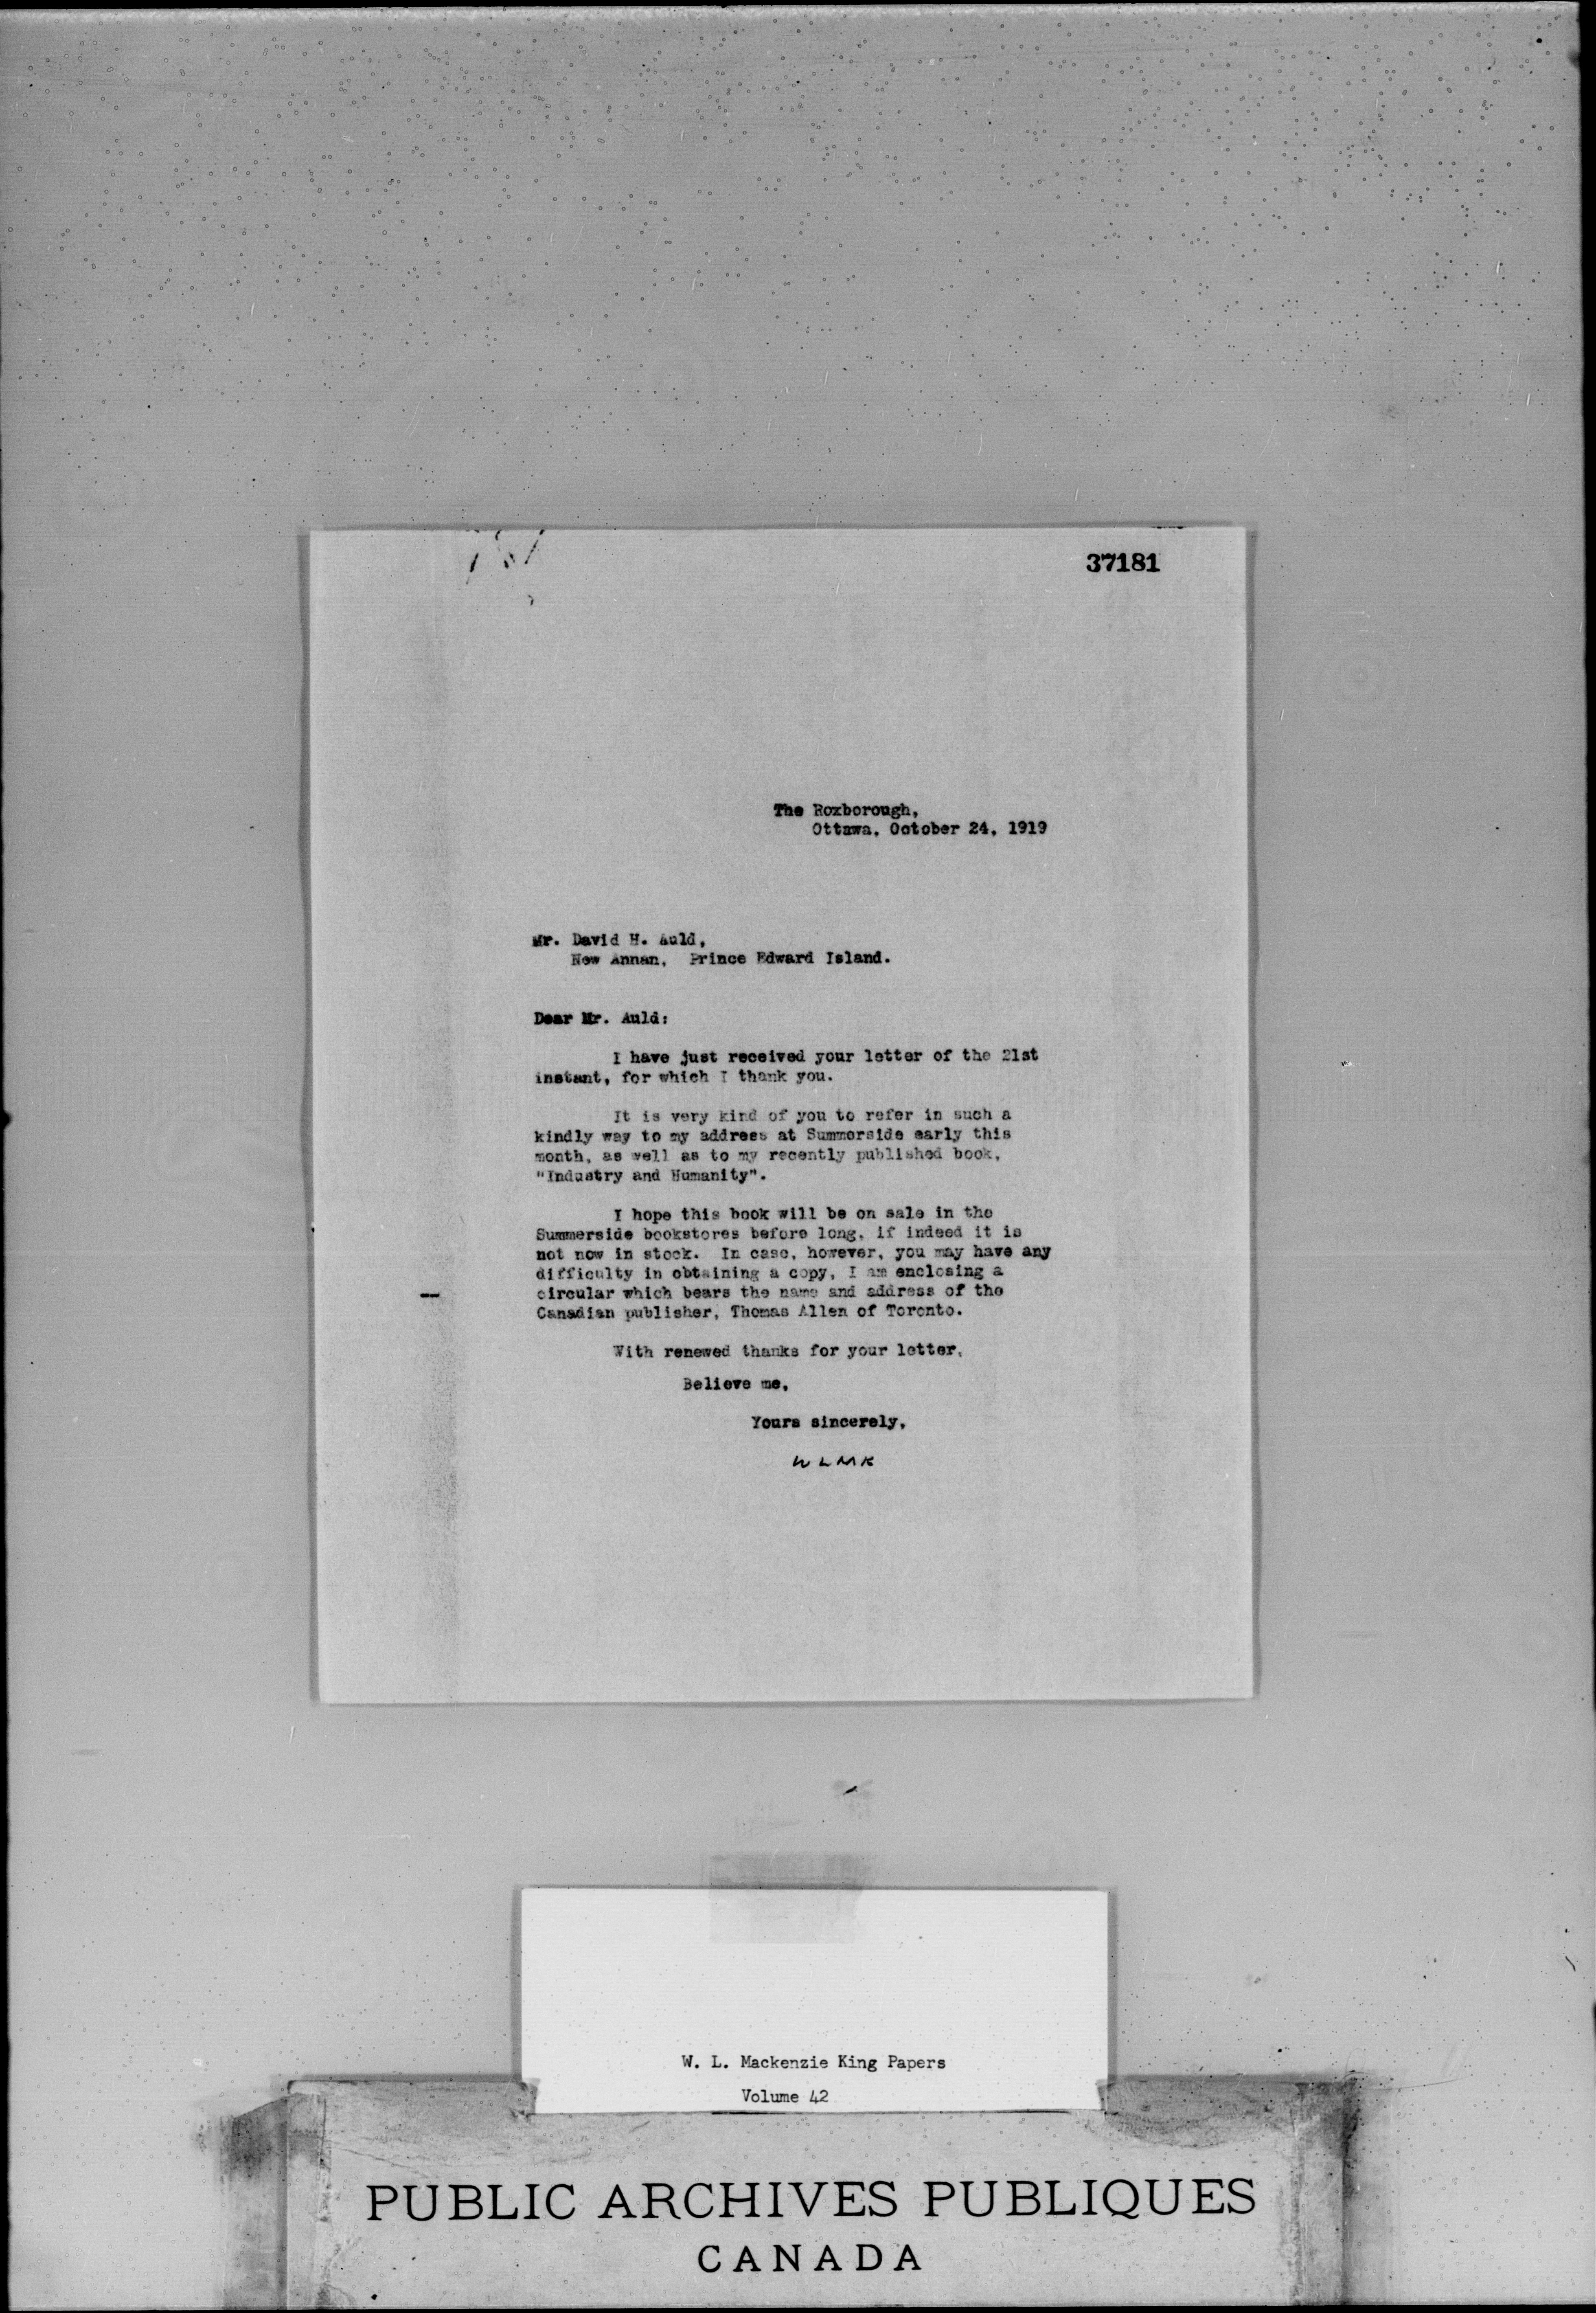 37181
The Roxborough,
Ottawa, October 24, 1919
Mr. David H. Auld,
New Annan, Prince Edward Island.
Dear Mr. Auld:
I have just received your letter of the 21st
instant, for which I thank you.
It is very kind of you to refer in such a
kindly way to my address at Summerside early this
month, as well as to my recently published book,
"Industry and Humanity".
I hope this book will be on sale in the
Summerside bookstores before long, if indeed it is
not now in stock. In case, however, you may have any
difficulty in obtaining a copy, I am enclosing a
circular which bears the name and address of the
Canadian publisher, Thomas Allen of Toronto.
With renewed thanks for your letter,
Believe me,
Yours sincerely,
WLMK
W. L. Mackenzie King Papers
Volume 42
PUBLIC ARCHIVES PUBLIQUES
CANADA